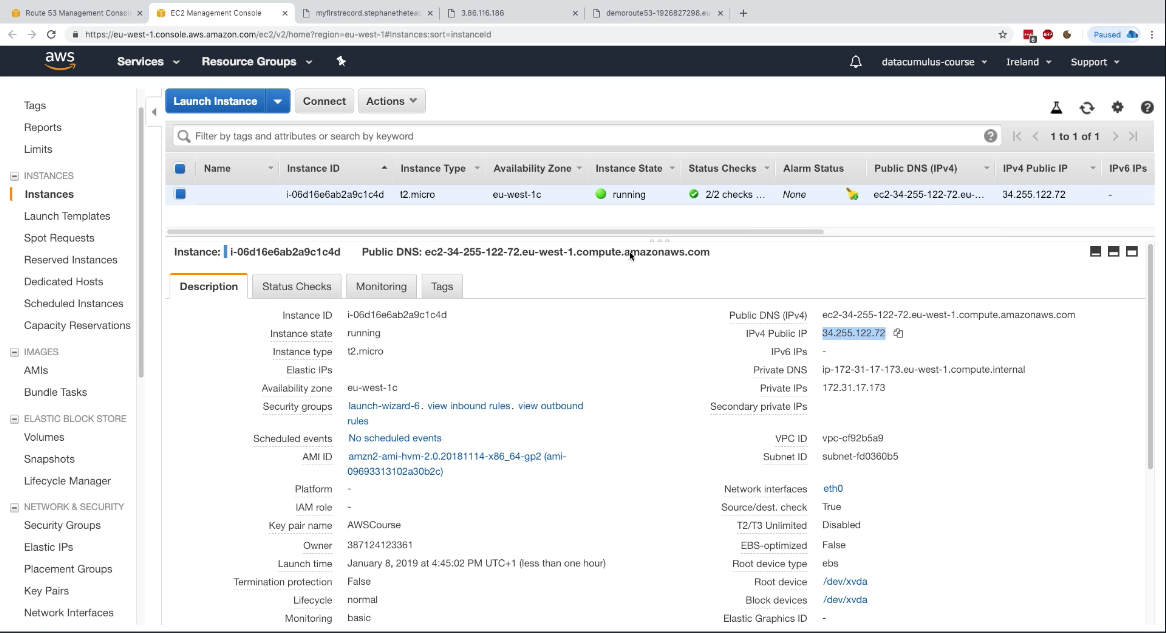 Route 53 Management Console
EC2 Management Console
myfirstrecord.stephanetheteac
3.86.116.186
demoroute53-1926827298.eu-
https://eu-west-1.console.aws.amazon.com/ec2/v2/home?region=eu-west-1#Instances:sort=instanceId
Paused
aws Services Resource Groups datacumulus-course Ireland Support
Tags
Reports
Limits
INSTANCES
Instances
Launch Templates
Spot Requests
Reserved Instances
Dedicated Hosts
Scheduled Instances
Capacity Reservations
IMAGES
AMIs
Bundle Tasks
ELASTIC BLOCK STORE
Volumes
Snapshots
Lifecycle Manager
NETWORK & SECURITY
Security Groups
Elastic IPs
Placement Groups
Key Pairs
Network Interfaces
Launch Instance Connect Actions
Filter by tags and attributes or search by keyword 1 to 1 of 1
Name Instance ID Instance Type Availability Zone Instance State Status Checks Alarm Status Public DNS (IPv4) IPv4 Public IP IPv6 IPs
i-06d16e6ab2a9c1c4d t2.micro eu-west-1c running 2/2 checks ... None ec2-34-255-122-72.eu-... 34.255.122.72 -
Instance: i-06d16e6ab2a9c1c4d Public DNS: ec2-34-255-122-72.eu-west-1.compute.amazonaws.com
Description Status Checks Monitoring Tags
Instance ID i-06d16e6ab2a9c1c4d
Instance state running
Instance type t2.micro
Elastic IPs
Availability zone eu-west-1c
Security groups launch-wizard-6. view inbound rules. view outbound
rules
Scheduled events No scheduled events
AMI ID amzn2-ami-hvm-2.0.20181114-x86_64-gp2 (ami-
09693313102a30b2c)
Platform -
IAM role -
Key pair name AWSCourse
Owner 387124123361
Launch time January 8, 2019 at 4:45:02 PM UTC+1 (less than one hour)
Termination protection False
Lifecycle normal
Monitoring basic
Public DNS (IPv4) ec2-34-255-122-72.eu-west-1.compute.amazonaws.com
IPv4 Public IP 34.255.122.72
IPv6 IPs -
Private DNS ip-172-31-17-173.eu-west-1.compute.internal
Private IPs 172.31.17.173
Secondary private IPs
VPC ID vpc-cf92b5a9
Subnet ID subnet-fd0360b5
Network interfaces eth0
Source/dest. check True
T2/T3 Unlimited Disabled
EBS-optimized False
Root device type ebs
Root device /dev/xvda
Block devices /dev/xvda
Elastic Graphics ID -